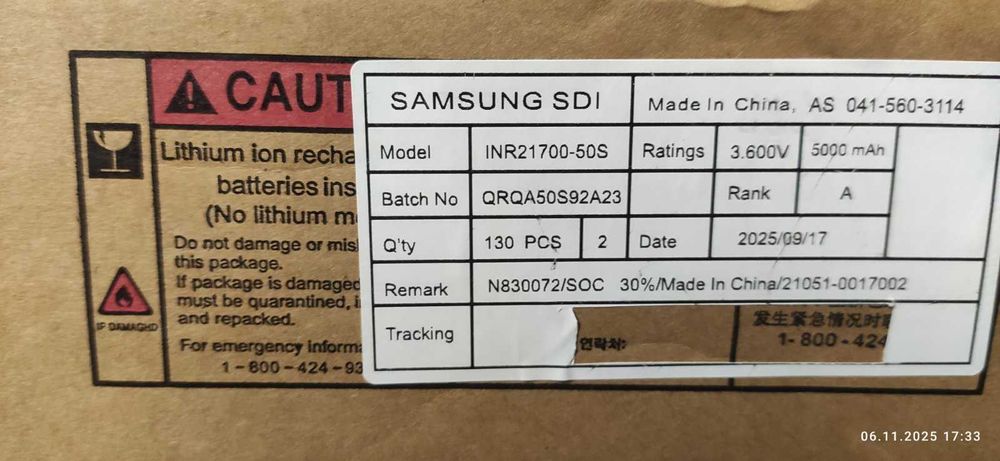 CAUT
Lithium ion recha
batteries ins
(No lithium m
Do not damage or mis
this package.
If package is damaged
must be quarantined, i
and repacked.
For emergency informa
1-800-424-93
IF DAMAGHD
SAMSUNG SDI Made In China, AS 041-560-3114
Model INR21700-50S Ratings 3.600V 5000 mAh
Batch No QRQA50S92A23 Rank A
Q'ty 130 PCS 2 Date 2025/09/17
Remark N830072/SOC 30%/Made In China/21051-0017002
Tracking
연락처:
发生紧急情况时
1-800-424
06.11.2025 17:33